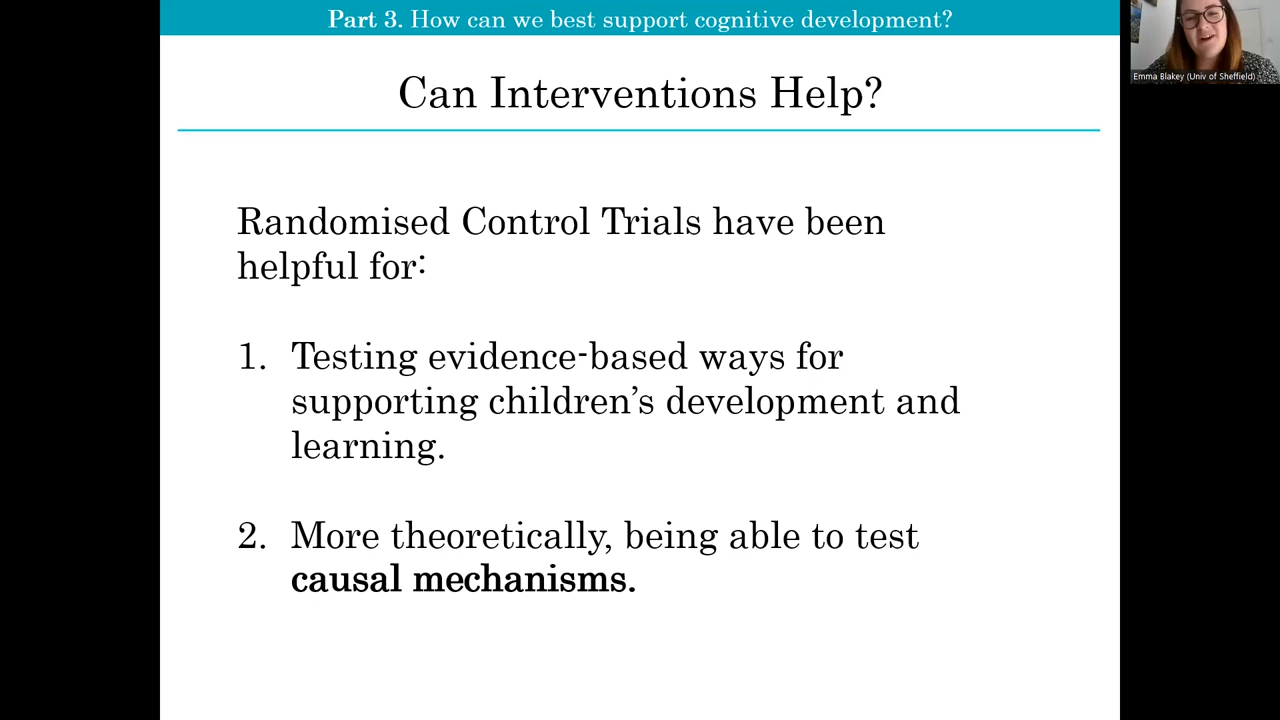 Part 3. How can we best support cognitive development?
Emma Blakey (Univ of Sheffield)
Can Interventions Help?
Randomised Control Trials have been
helpful for:
1. Testing evidence-based ways for
supporting children’s development and
learning.
2. More theoretically, being able to test
causal mechanisms.